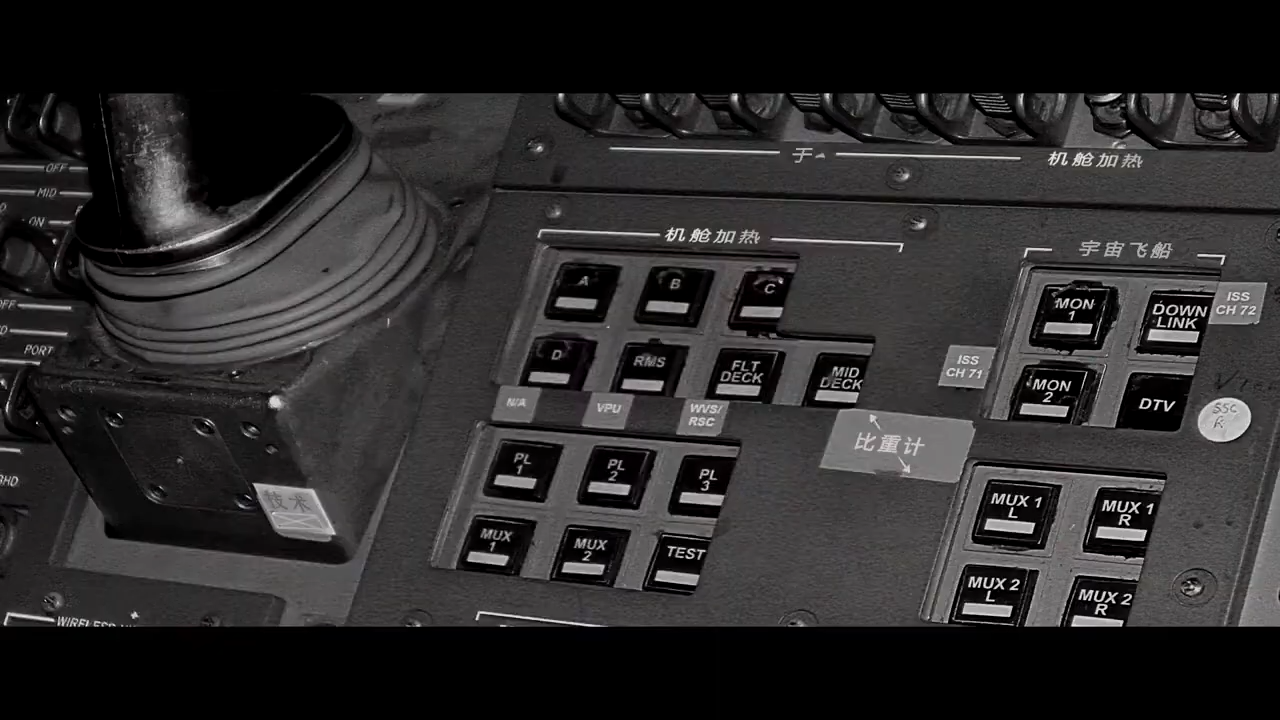 OFF
MID
ON
于
机舱加热
机舱加热
宇宙飞船
A
B
C
ISS
CH 72
MON
1
DOWN
LINK
OFF
PORT
D
RMS
FLT
DECK
MID
DECK
ISS
CH 71
MON
2
DTV
N/A
VPU
WVS/
RSC
SSC
R
比重计
PL
1
PL
2
PL
3
技术
MUX 1
L
MUX 1
R
MUX
1
MUX
2
TEST
MUX 2
L
MUX 2
R
WIRELESS